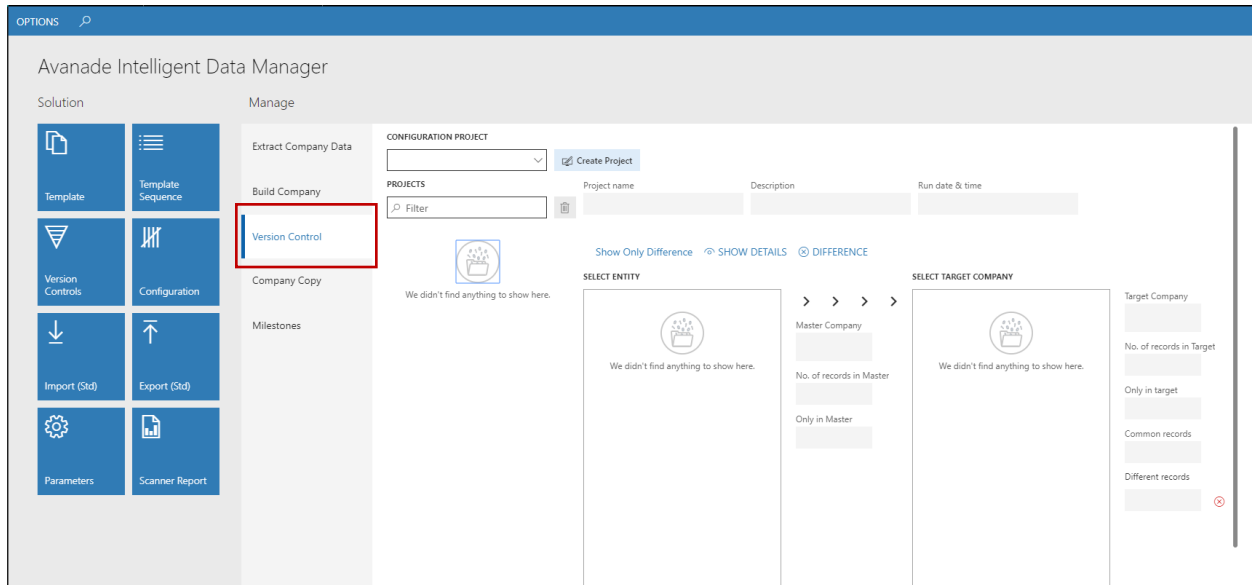 OPTIONS
Avanade Intelligent Data Manager
Solution
Manage
Template
Template
Sequence
Version
Controls
Configuration
Import (Std)
Export (Std)
Parameters
Scanner Report
Extract Company Data
Build Company
Version Control
Company Copy
Milestones
CONFIGURATION PROJECT
Create Project
PROJECTS
Filter
Project name
Description
Run date & time
We didn't find anything to show here.
Show Only Difference
SHOW DETAILS
DIFFERENCE
SELECT ENTITY
We didn't find anything to show here.
Master Company
No. of records in Master
Only in Master
SELECT TARGET COMPANY
We didn't find anything to show here.
Target Company
No. of records in Target
Only in target
Common records
Different records